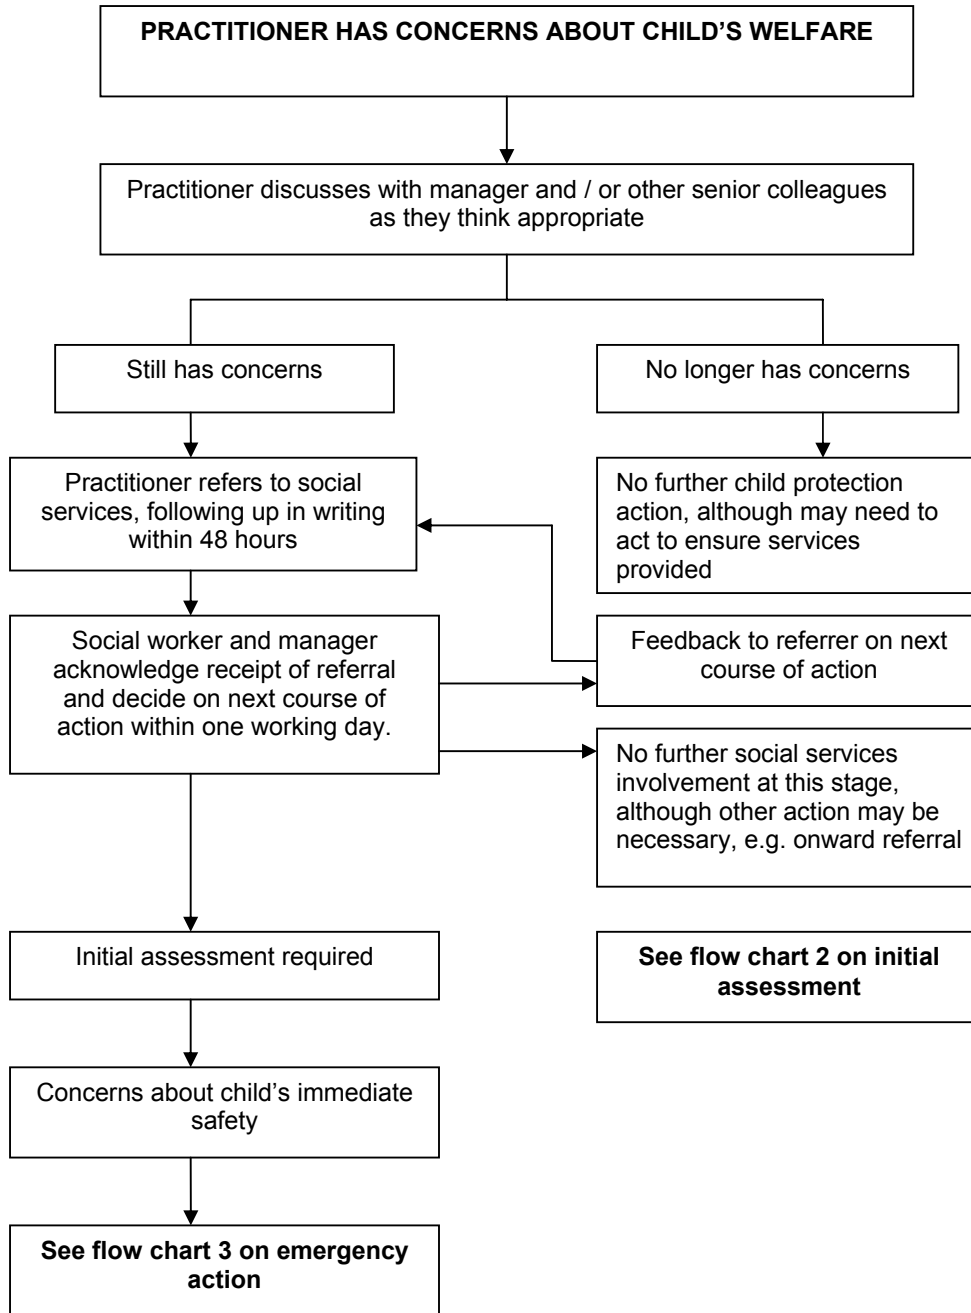 PRACTITIONER HAS CONCERNS ABOUT CHILD’S WELFARE
Practitioner discusses with manager and / or other senior colleagues
as they think appropriate
Still has concerns
No longer has concerns
Practitioner refers to social
services, following up in writing
within 48 hours
No further child protection
action, although may need to
act to ensure services
provided
Social worker and manager
acknowledge receipt of referral
and decide on next course of
action within one working day.
Feedback to referrer on next
course of action
No further social services
involvement at this stage,
although other action may be
necessary, e.g. onward referral
Initial assessment required
See flow chart 2 on initial
assessment
Concerns about child’s immediate
safety
See flow chart 3 on emergency
action